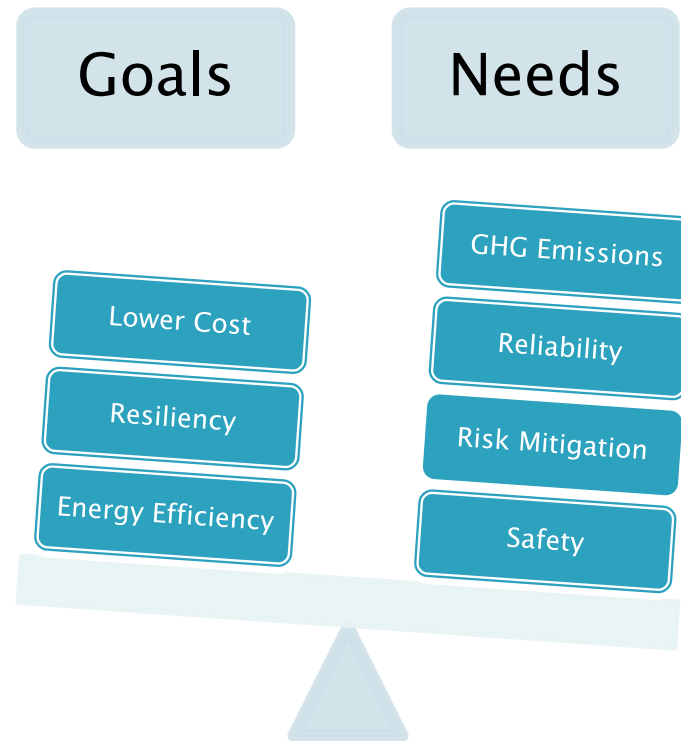 Goals
Needs
Lower Cost
Resiliency
Energy Efficiency
GHG Emissions
Reliability
Risk Mitigation
Safety